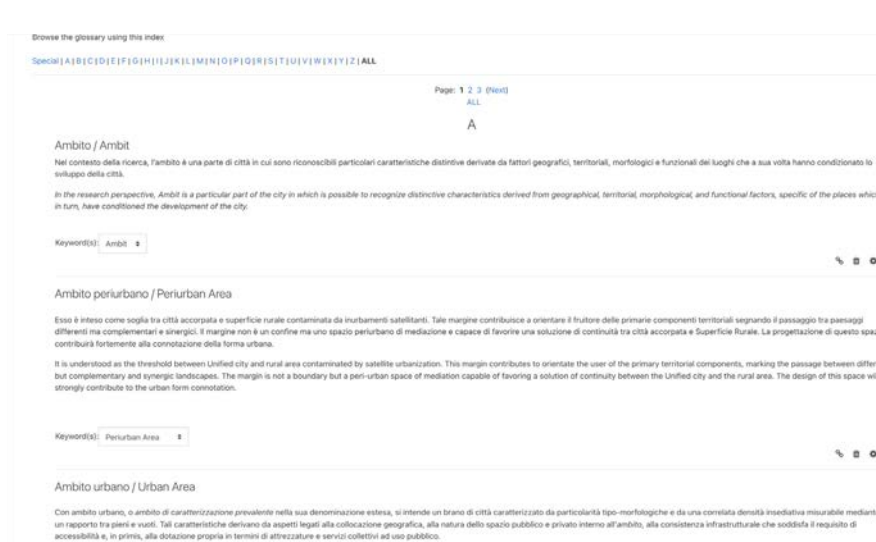 Browse the glossary using this index
Special | A | B | C | D | E | F | G | H | I | J | K | L | M | N | O | P | Q | R | S | T | U | V | W | X | Y | Z | ALL
Page: 1 2 3 (Next)
ALL
A
Ambito / Ambit
Nel contesto della ricerca, l'ambito è una parte di città in cui sono riconoscibili particolari caratteristiche distintive derivate da fattori geografici, territoriali, morfologici e funzionali dei luoghi che a sua volta hanno condizionato lo
sviluppo della città.
In the research perspective, Ambit is a particular part of the city in which is possible to recognize distinctive characteristics derived from geographical, territorial, morphological, and functional factors, specific of the places whic
in turn, have conditioned the development of the city.
Keyword(s): Ambit
Ambito periurbano / Periurban Area
Esso è inteso come soglia tra città accorpata e superficie rurale contaminata da inurbamenti satellitanti. Tale margine contribuisce a orientare il fruitore delle primarie componenti territoriali segnando il passaggio tra paesaggi
differenti ma complementari e sinergici. Il margine non è un confine ma uno spazio periurbano di mediazione e capace di favorire una soluzione di continuità tra città accorpata e Superficie Rurale. La progettazione di questo spaz
contribuirà fortemente alla connotazione della forma urbana.
It is understood as the threshold between Unified city and rural area contaminated by satellite urbanization. This margin contributes to orientate the user of the primary territorial components, marking the passage between differ
but complementary and synergic landscapes. The margin is not a boundary but a peri-urban space of mediation capable of favoring a solution of continuity between the Unified city and the rural area. The design of this space wi
strongly contribute to the urban form connotation.
Keyword(s): Periurban Area
Ambito urbano / Urban Area
Con ambito urbano, o ambito di caratterizzazione prevalente nella sua denominazione estesa, si intende un brano di città caratterizzato da particolarità tipo-morfologiche e da una correlata densità insediativa misurabile mediant
un rapporto tra pieni e vuoti. Tali caratteristiche derivano da aspetti legati alla collocazione geografica, alla natura dello spazio pubblico e privato interno all'ambito, alla consistenza infrastrutturale che soddisfa il requisito di
accessibilità e, in primis, alla dotazione propria in termini di attrezzature e servizi collettivi ad uso pubblico.